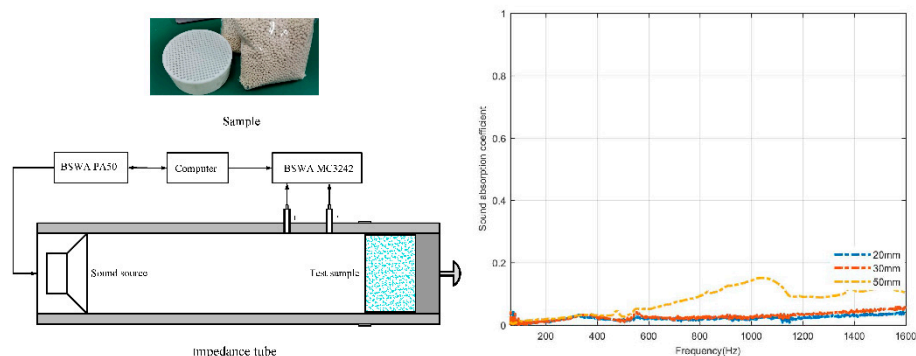 Sample
BSWA PA50
Computer
BSWA MC3242
Sound source
Test sample
Impedance tube
1
0.8
0.6
0.4
0.2
0
Sound absorption coefficient
20mm
30mm
50mm
200 400 600 800 1000 1200 1400 1600
Frequency(Hz)